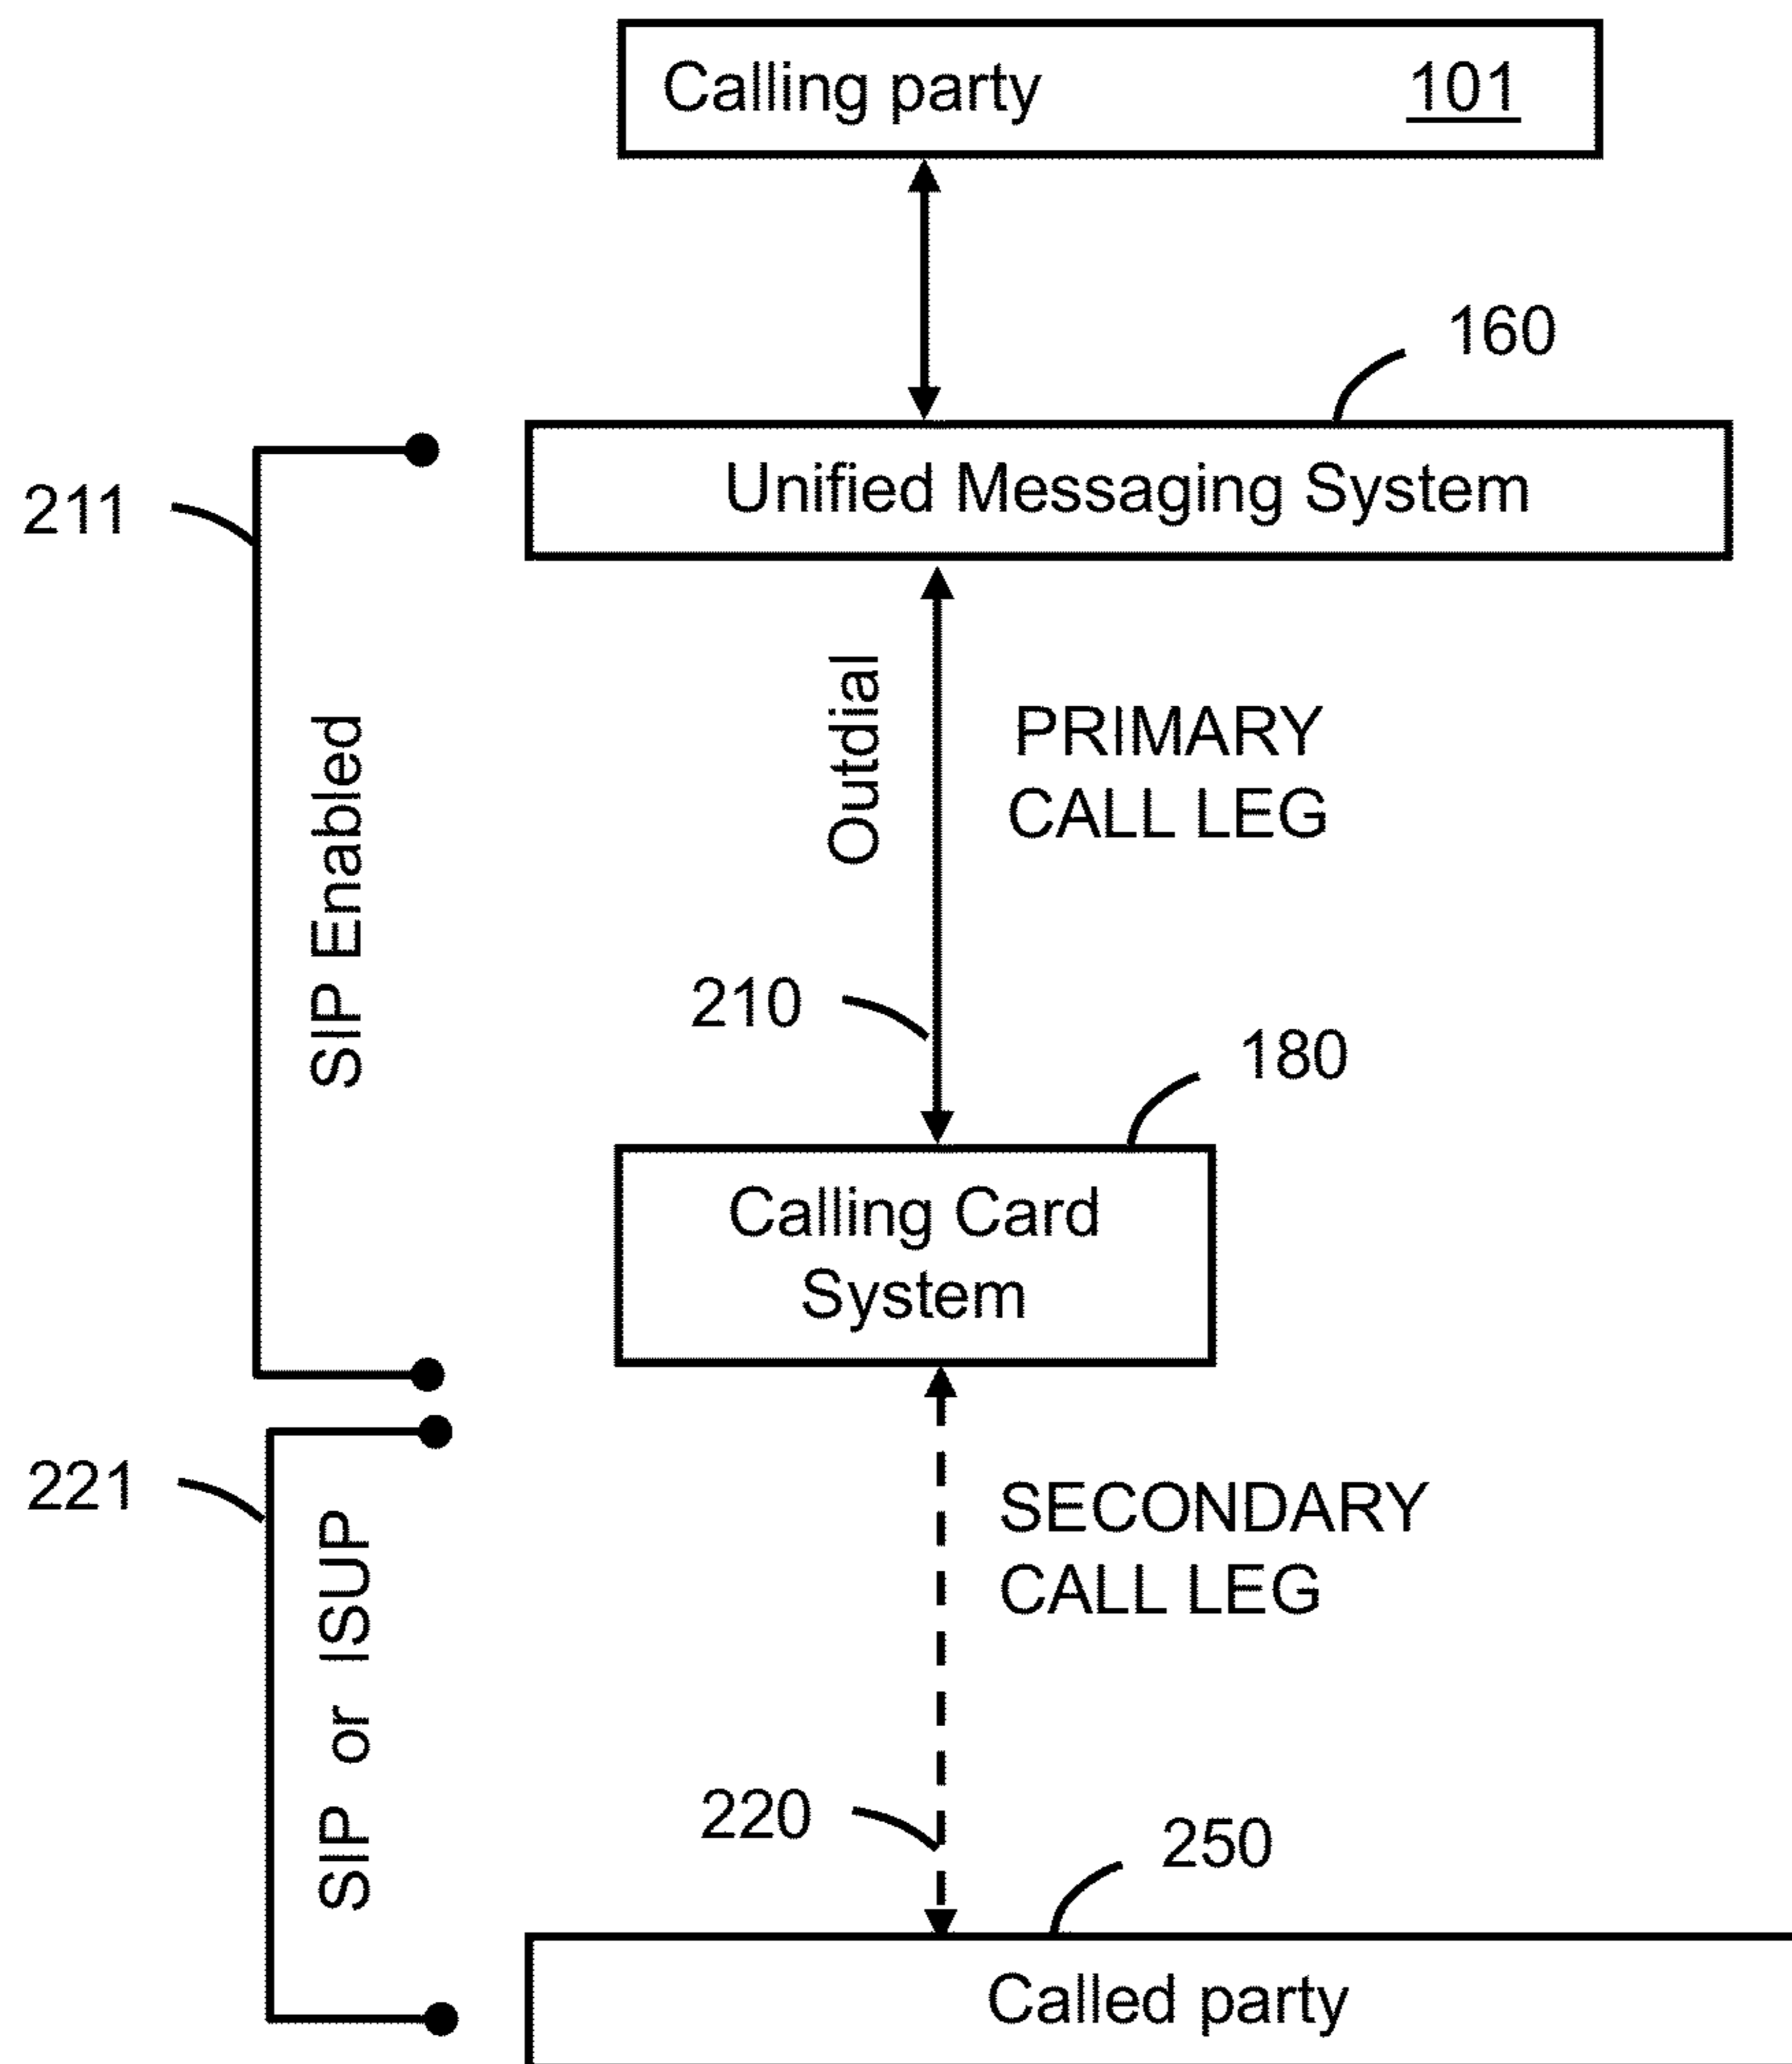 Calling party 101
160
Unified Messaging System
211
SIP Enabled
Outdial
PRIMARY
CALL LEG
210
180
Calling Card
System
221
SIP or ISUP
SECONDARY
CALL LEG
220
250
Called party